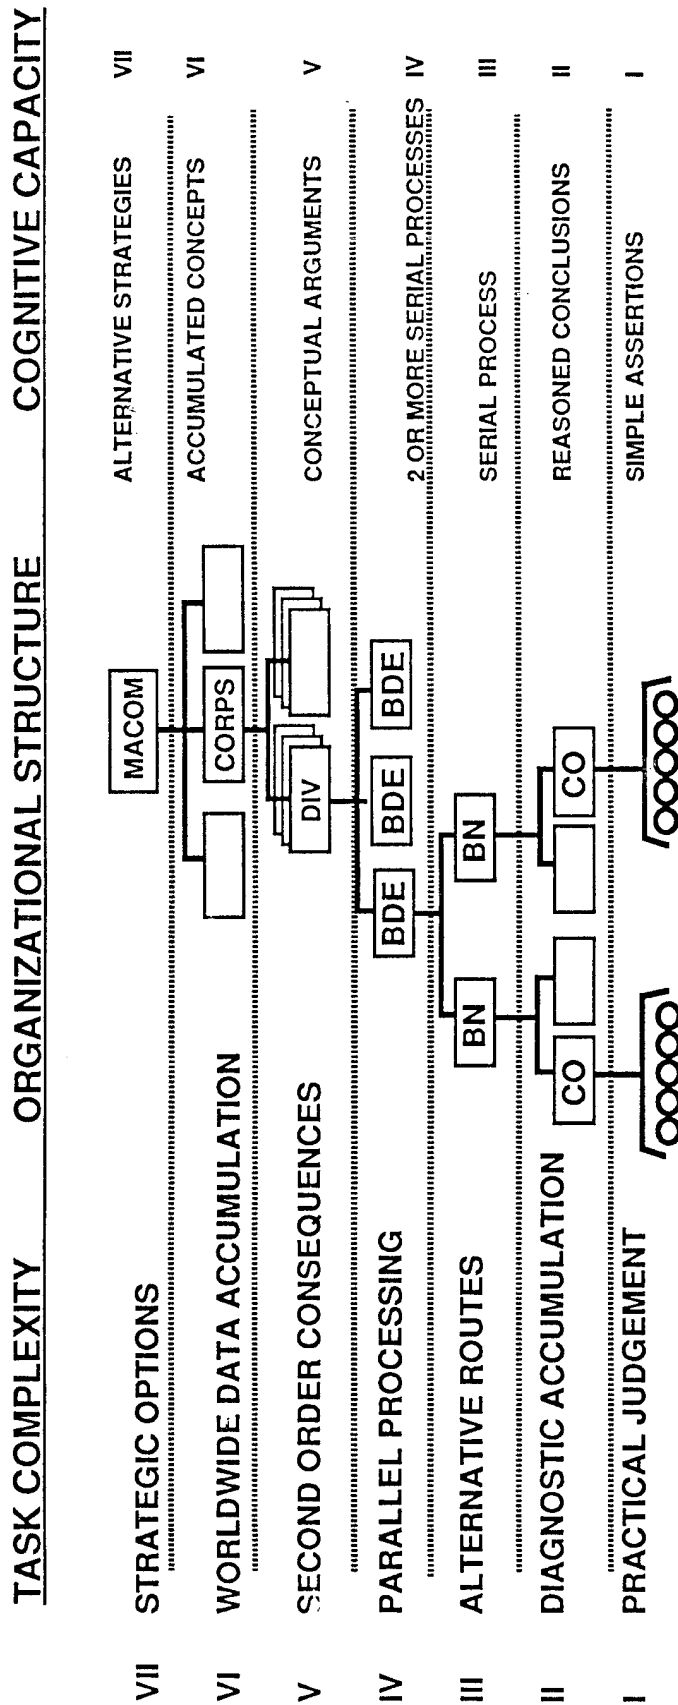 TASK COMPLEXITY ORGANIZATIONAL STRUCTURE COGNITIVE CAPACITY
VII STRATEGIC OPTIONS MACOM ALTERNATIVE STRATEGIES VII
VI WORLDWIDE DATA ACCUMULATION CORPS ACCUMULATED CONCEPTS VI
V SECOND ORDER CONSEQUENCES DIV CONCEPTUAL ARGUMENTS V
IV PARALLEL PROCESSING BDE BDE BDE 2 OR MORE SERIAL PROCESSES IV
III ALTERNATIVE ROUTES BN BN SERIAL PROCESS III
II DIAGNOSTIC ACCUMULATION CO CO REASONED CONCLUSIONS II
I PRACTICAL JUDGEMENT SIMPLE ASSERTIONS I